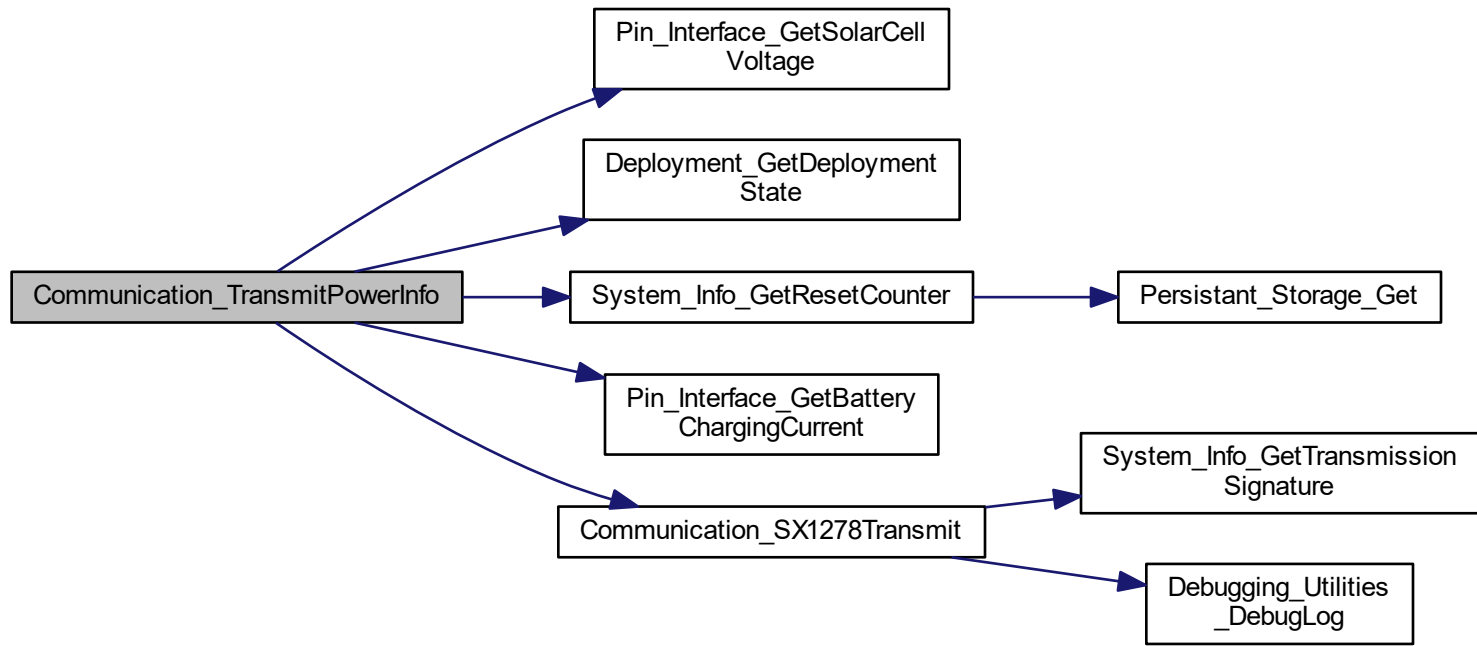 Pin_Interface_GetSolarCell
Voltage
Deployment_GetDeployment
State
Communication_TransmitPowerInfo
System_Info_GetResetCounter
Persistant_Storage_Get
Pin_Interface_GetBattery
ChargingCurrent
System_Info_GetTransmission
Signature
Communication_SX1278Transmit
Debugging_Utilities
_DebugLog